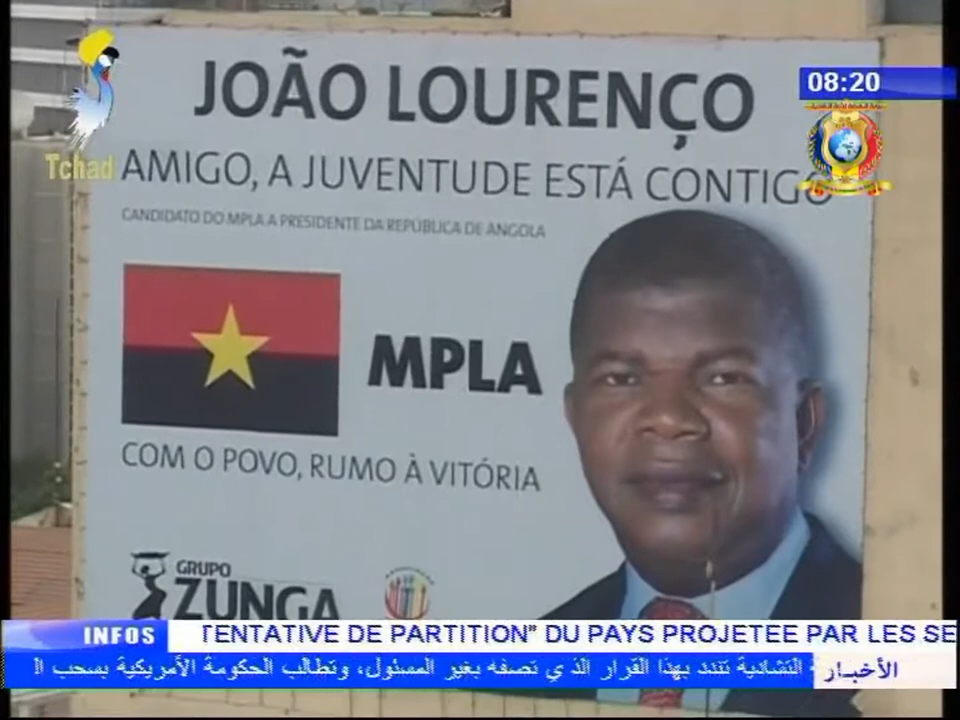 JOÃO LOURENÇO
08:20
Tchad
AMIGO, A JUVENTUDE ESTÁ CONTIGO
CANDIDATO DO MPLA A PRESIDENTE DA REPÚBLICA DE ANGOLA
MPLA
COM O POVO, RUMO À VITÓRIA
GRUPO
ZUNGA
INFOS TENTATIVE DE PARTITION" DU PAYS PROJETEE PAR LES SE
الأخبار ة التشادية تندد بهذا القرار الذي تصفه بغير المسئول، وتطالب الحكومة الأمريكية بسحب ال